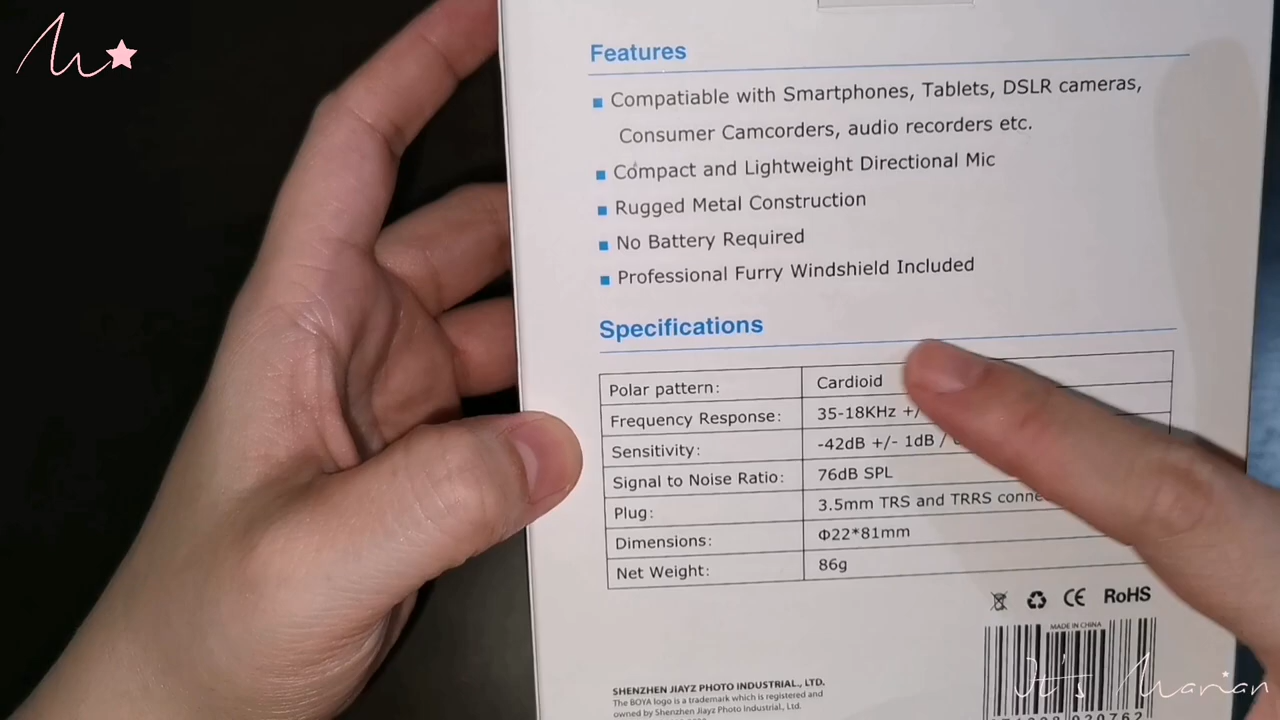 Features
Compatiable with Smartphones, Tablets, DSLR cameras,
Consumer Camcorders, audio recorders etc.
Compact and Lightweight Directional Mic
Rugged Metal Construction
No Battery Required
Professional Furry Windshield Included
Specifications
Polar pattern: Cardioid
Frequency Response: 35-18KHz +/
Sensitivity: -42dB +/- 1dB /
Signal to Noise Ratio: 76dB SPL
Plug: 3.5mm TRS and TRRS conne
Dimensions: Φ22*81mm
Net Weight: 86g
CE RoHS
MADE IN CHINA
SHENZHEN JIAYZ PHOTO INDUSTRIAL., LTD.
The BOYA logo is a trademark which is registered and
owned by Shenzhen Jiayz Photo Industrial., Ltd.
It's Marian